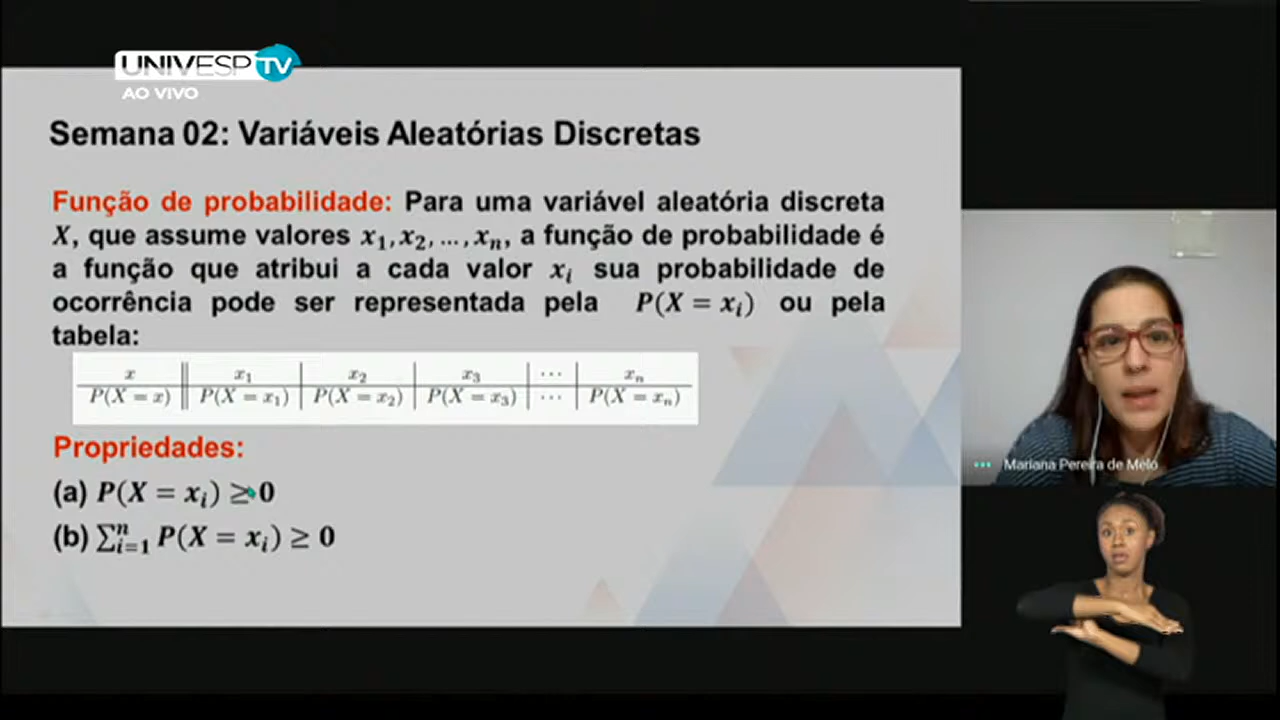 UNIVESP TV
AO VIVO
Semana 02: Variáveis Aleatórias Discretas
Função de probabilidade: Para uma variável aleatória discreta
X, que assume valores x₁, x₂, ..., xₙ, a função de probabilidade é
a função que atribui a cada valor xᵢ sua probabilidade de
ocorrência pode ser representada pela P(X = xᵢ) ou pela
tabela:
x x₁ x₂ x₃ ... xₙ
P(X = x) P(X = x₁) P(X = x₂) P(X = x₃) ... P(X = xₙ)
Propriedades:
(a) P(X = xᵢ) ≥ 0
(b) ∑ⁿᵢ₌₁ P(X = xᵢ) ≥ 0
Mariana Pereira de Melo